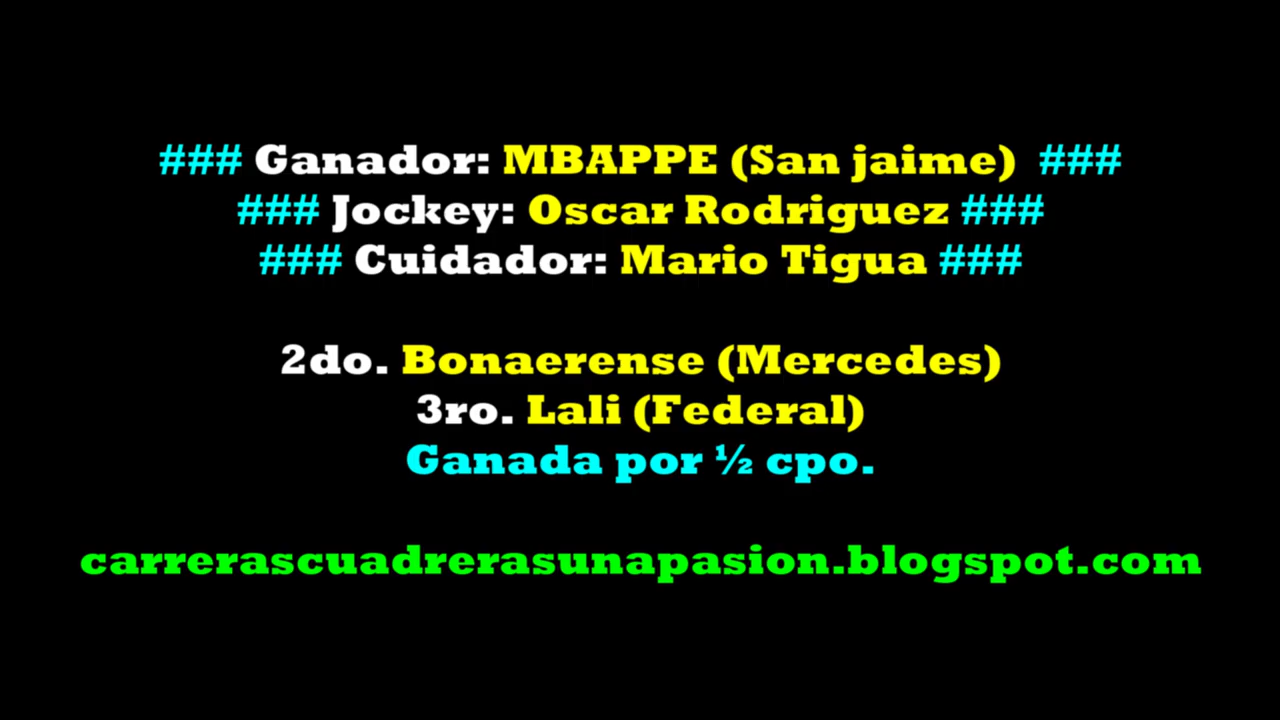 ### Ganador: MBAPPE (San jaime) ###
### Jockey: Oscar Rodriguez ###
### Cuidador: Mario Tigua ###
2do. Bonaerense (Mercedes)
3ro. Lali (Federal)
Ganada por ½ cpo.
carrerascuadrerasunapasion.blogspot.com